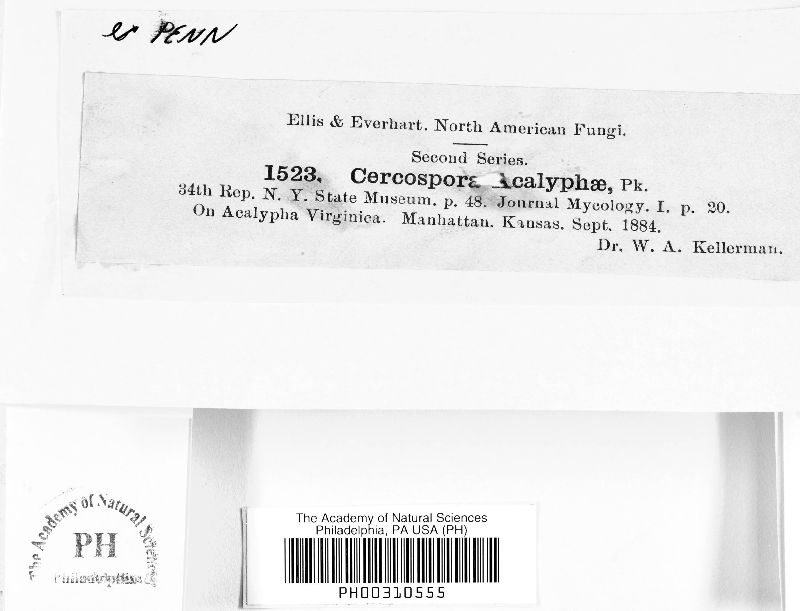 ex PENN
Ellis & Everhart. North American Fungi.
Second Series.
1523. Cercospora Acalyphæ, Pk.
34th Rep. N. Y. State Museum. p. 48. Journal Mycology. I. p. 20.
On Acalypha Virginica. Manhattan. Kansas. Sept. 1884.
Dr. W. A. Kellerman.
The Academy of Natural Sciences
PH
Philadelphia
The Academy of Natural Sciences
Philadelphia, PA USA (PH)
PH00310555